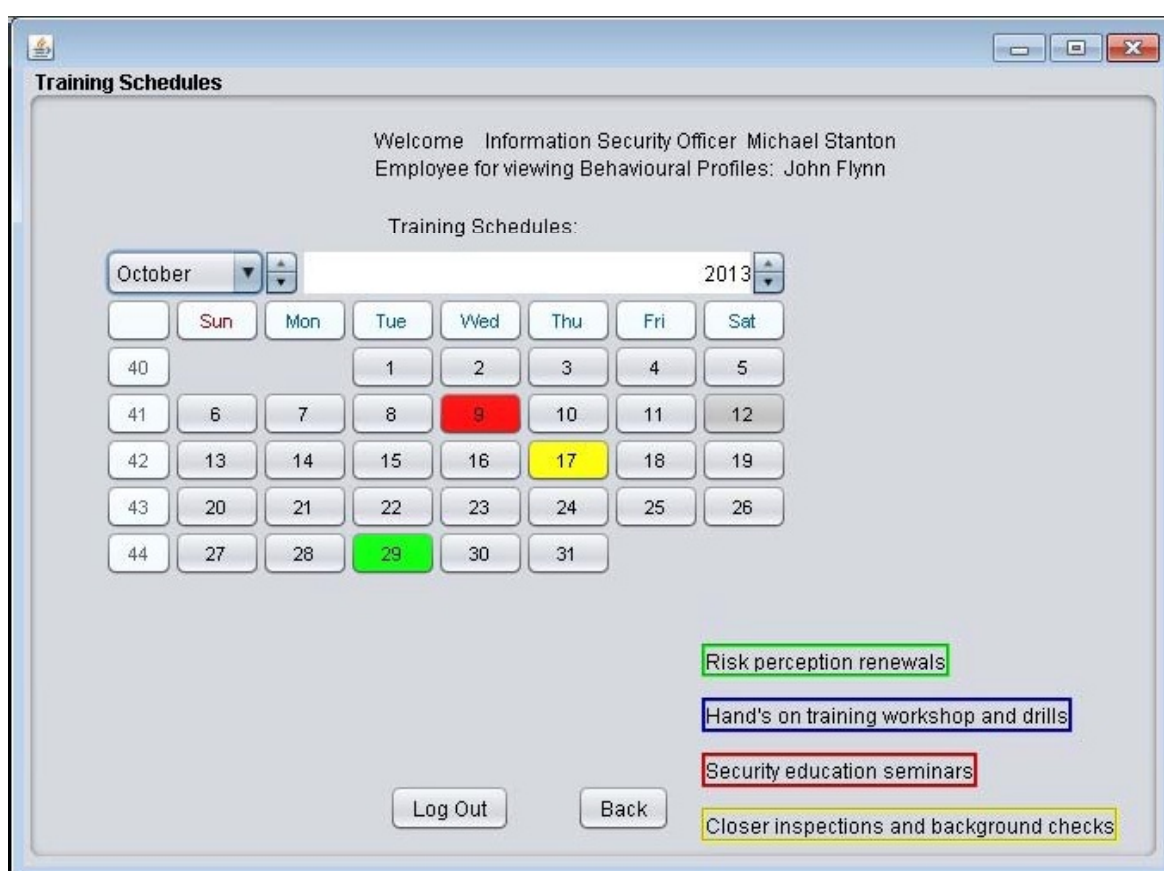 Training Schedules
Welcome Information Security Officer Michael Stanton
Employee for viewing Behavioural Profiles: John Flynn
Training Schedules:
October 2013
Sun Mon Tue Wed Thu Fri Sat
40 1 2 3 4 5
41 6 7 8 9 10 11 12
42 13 14 15 16 17 18 19
43 20 21 22 23 24 25 26
44 27 28 29 30 31
Risk perception renewals
Hand's on training workshop and drills
Security education seminars
Log Out Back
Closer inspections and background checks